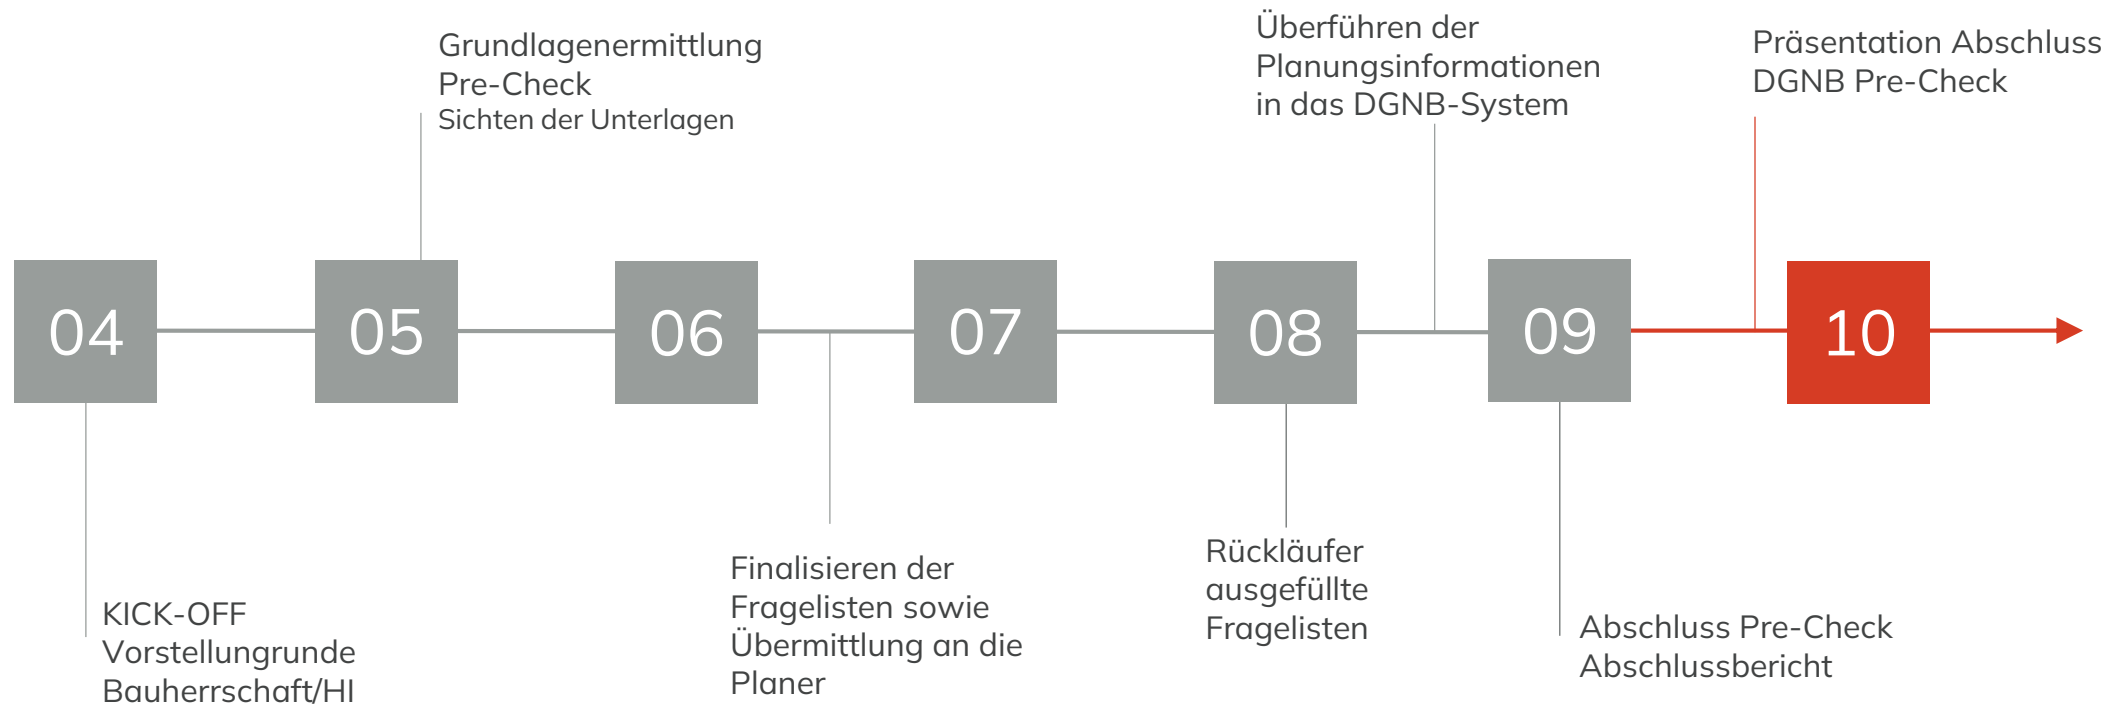 Grundlagenermittlung
Pre-Check
Sichten der Unterlagen
Überführen der
Planungsinformationen
in das DGNB-System
Präsentation Abschluss
DGNB Pre-Check
04
05
06
07
08
09
10
KICK-OFF
Vorstellungrunde
Bauherrschaft/HI
Finalisieren der
Fragelisten sowie
Übermittlung an die
Planer
Rückläufer
ausgefüllte
Fragelisten
Abschluss Pre-Check
Abschlussbericht